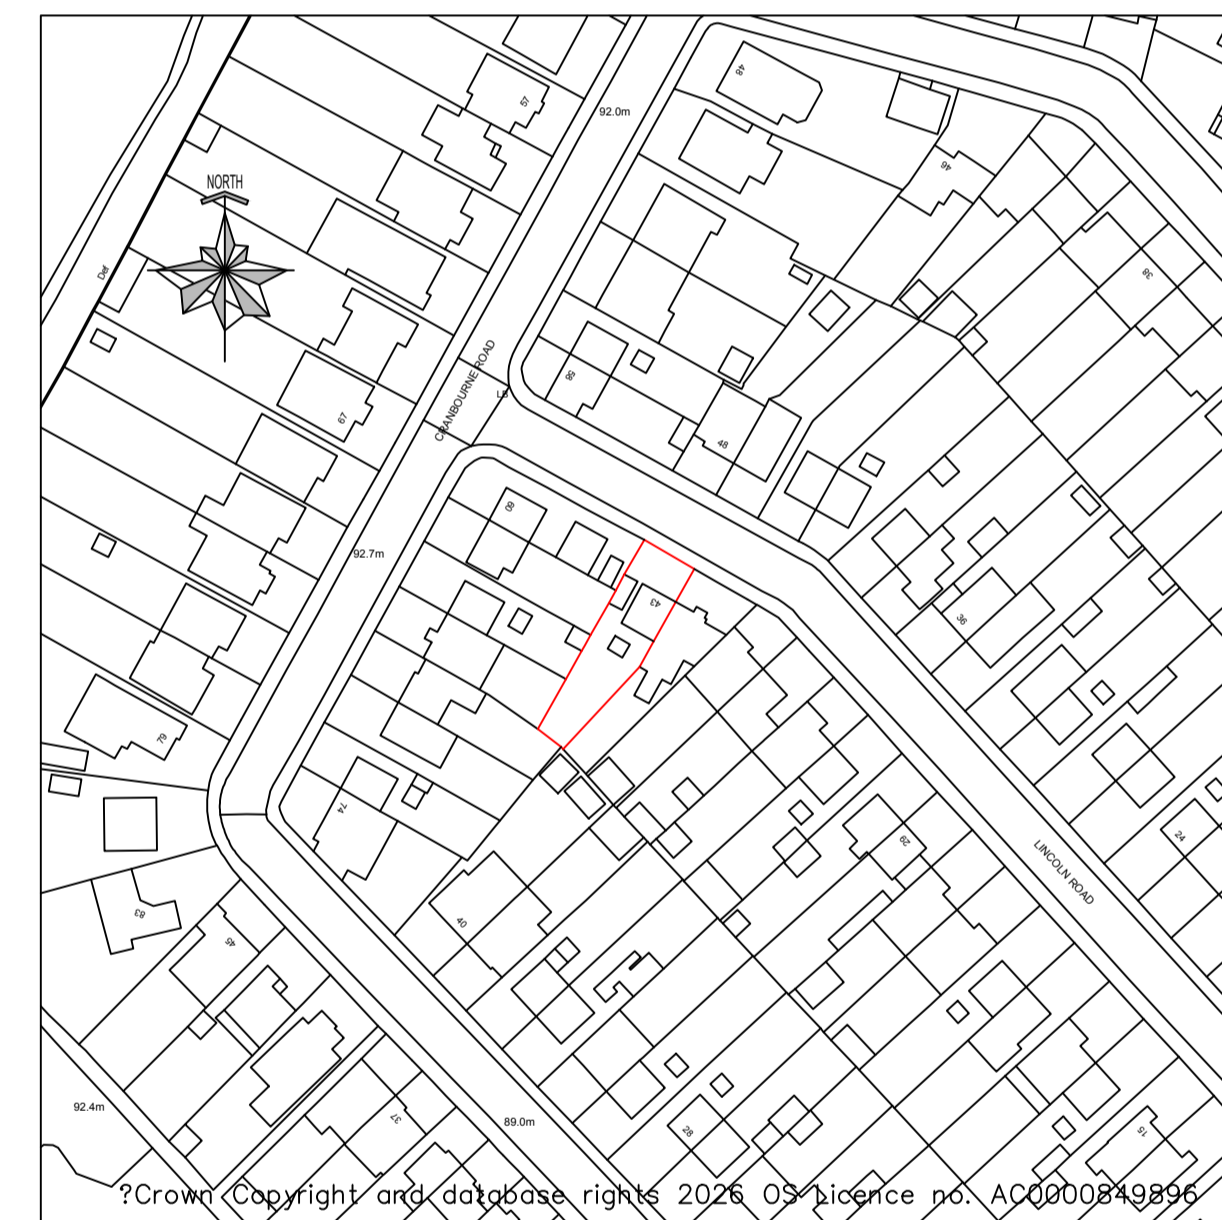 48
57
92.0m
46
NORTH
38
Def
CRANBOURNE ROAD
58
LB
67
48
60
92.7m
43
36
79
74
29
24
LINCOLN ROAD
83
40
45
92.4m
37
89.0m
28
15
?Crown Copyright and database rights 2026 OS Licence no. AC0000849896